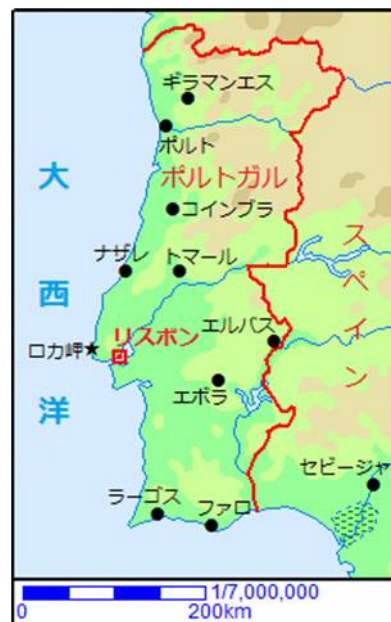 ギラマンエス
ポルト
ポルトガル
コインブラ
大西洋
スペイン
ナザレ
トマール
リスボン
エルバス
ロカ岬
エボラ
セビージャ
ラーゴス
ファロ
1/7,000,000
0
200km